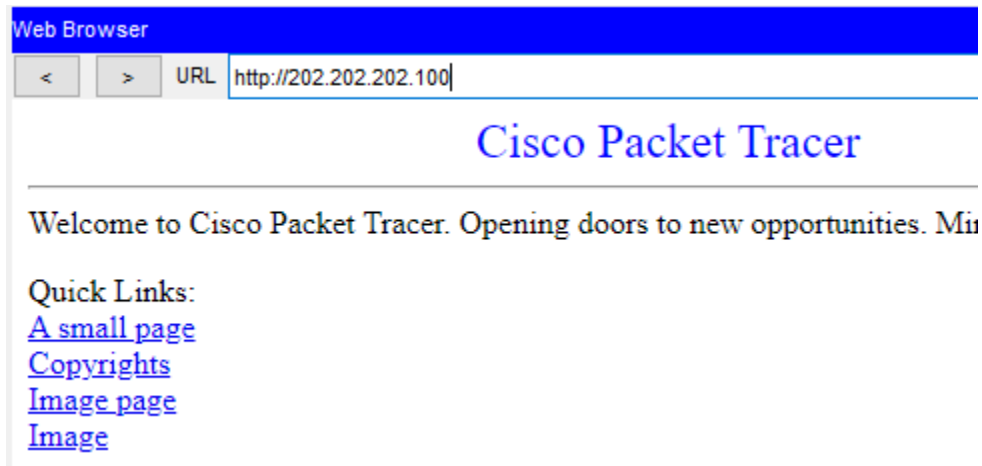 Web Browser
< > URL http://202.202.202.100
Cisco Packet Tracer
Welcome to Cisco Packet Tracer. Opening doors to new opportunities.
Quick Links:
A small page
Copyrights
Image page
Image